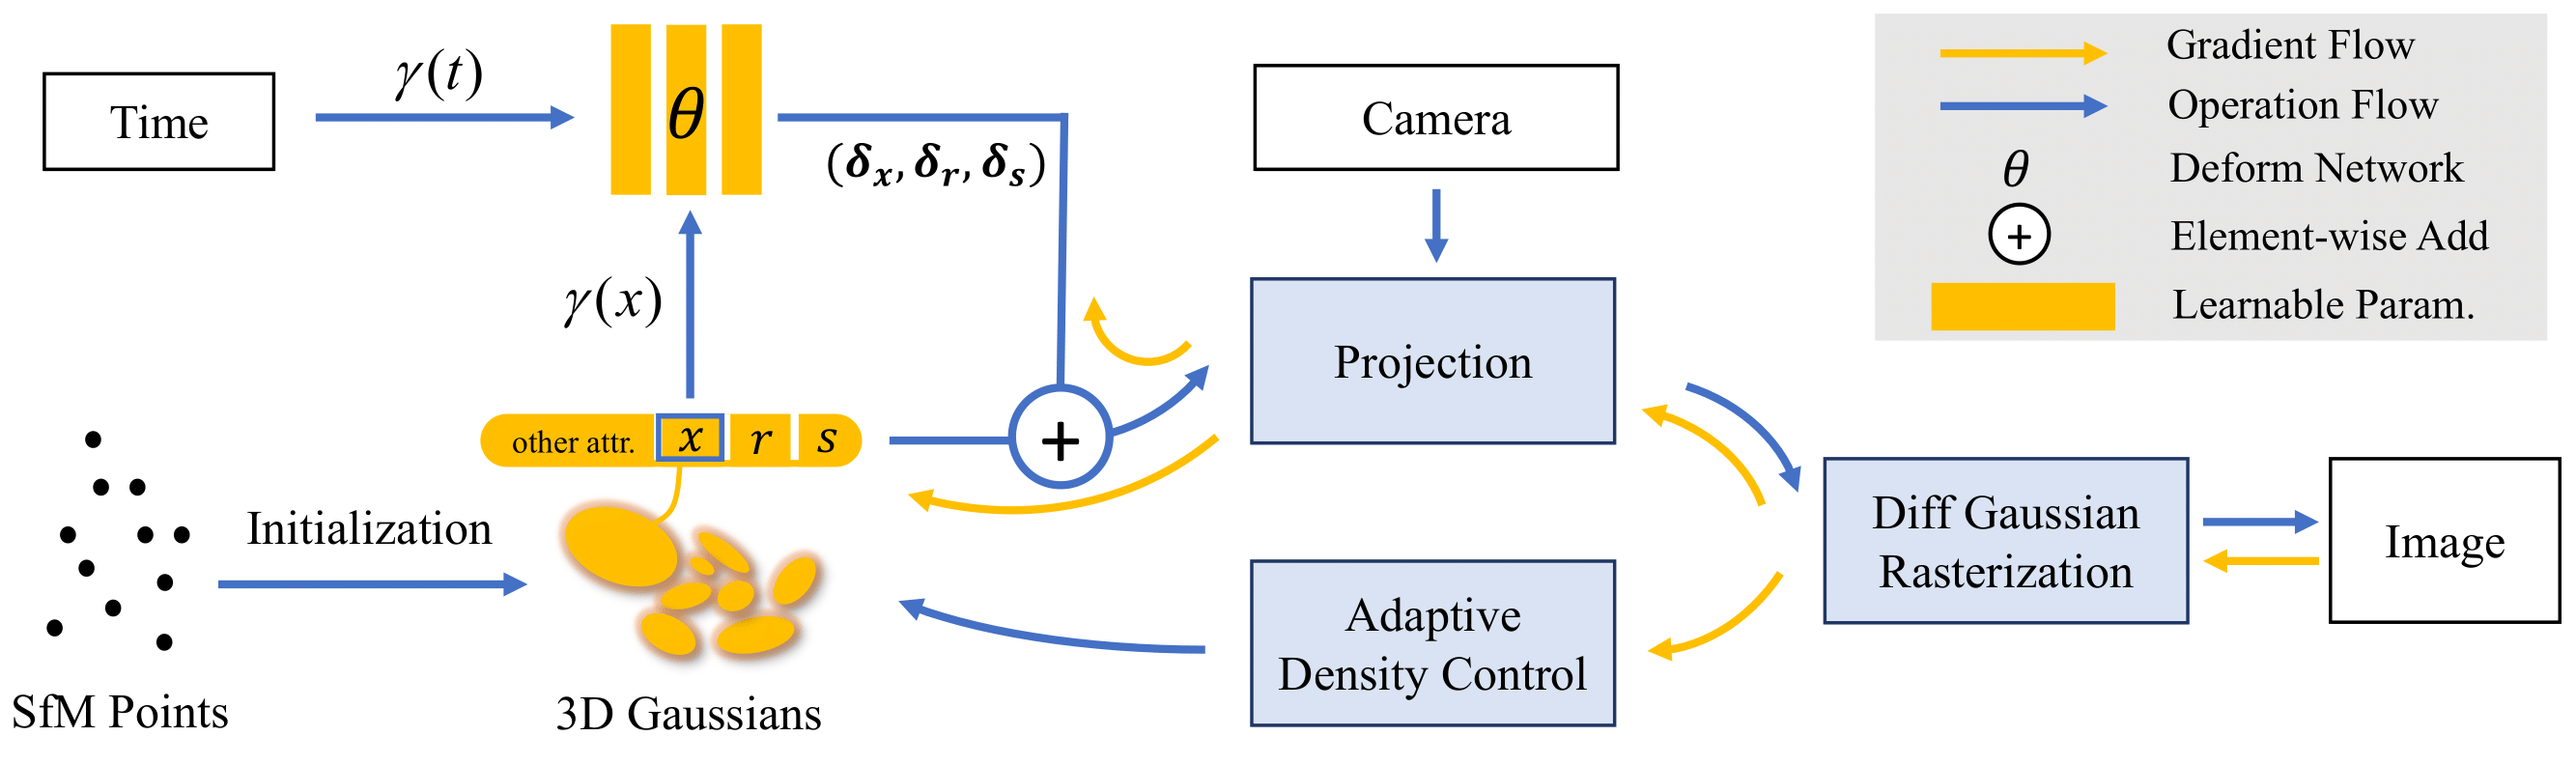 Time
γ(t)
θ
(δx, δr, δs)
Camera
Gradient Flow
Operation Flow
θ
Deform Network
+
Element-wise Add
Learnable Param.
γ(x)
Projection
other attr.
x
r
s
+
Initialization
Diff Gaussian
Rasterization
Image
Adaptive
Density Control
SfM Points
3D Gaussians